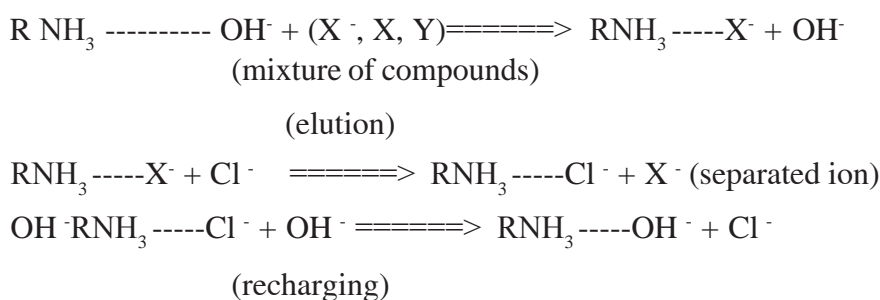 R NH₃ ---------- OH⁻ + (X ⁻, X, Y)======> RNH₃ -----X⁻ + OH⁻
(mixture of compounds)
(elution)
RNH₃ -----X⁻ + Cl ⁻ ======> RNH₃ -----Cl ⁻ + X ⁻ (separated ion)
OH ⁻RNH₃ -----Cl ⁻ + OH ⁻ ======> RNH₃ -----OH ⁻ + Cl ⁻
(recharging)